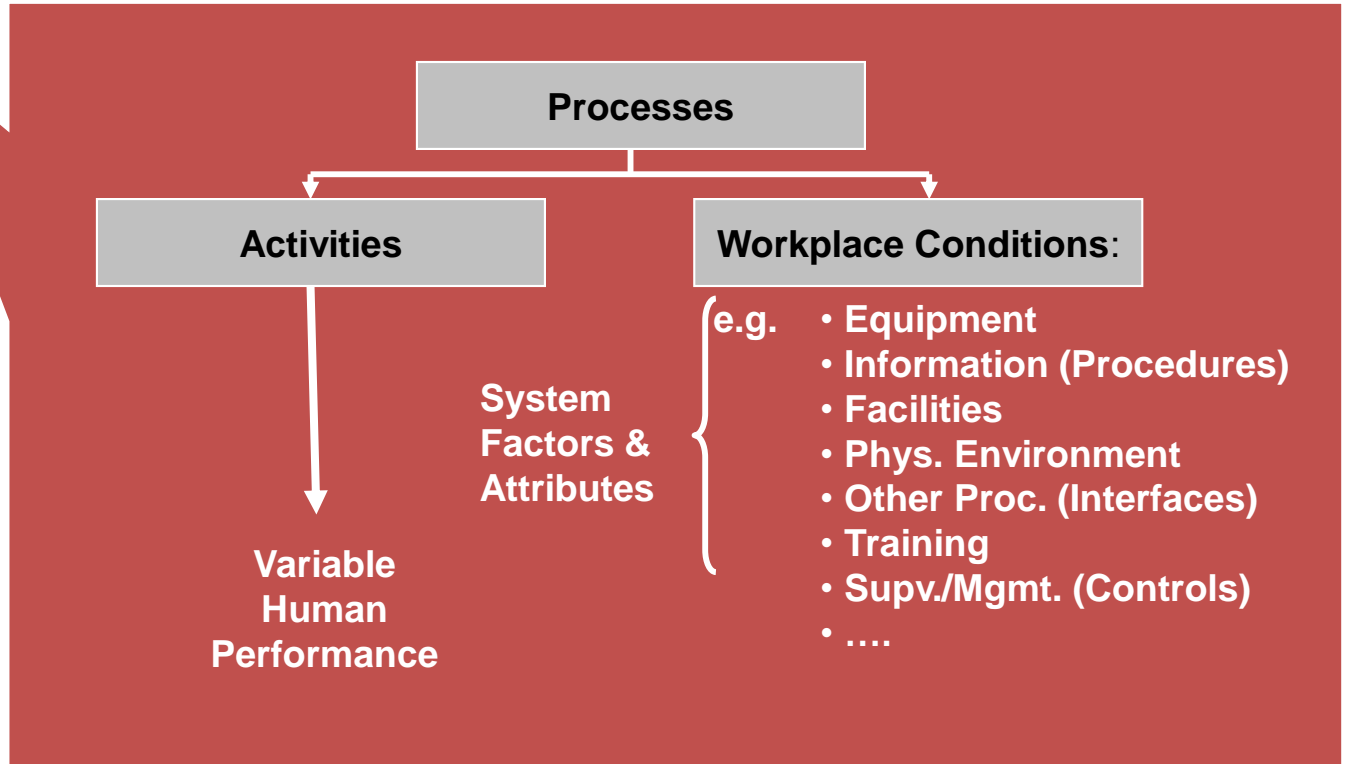 Processes
Activities
Workplace Conditions:
e.g.
• Equipment
• Information (Procedures)
• Facilities
• Phys. Environment
• Other Proc. (Interfaces)
• Training
• Supv./Mgmt. (Controls)
• ….
System
Factors &
Attributes
Variable
Human
Performance